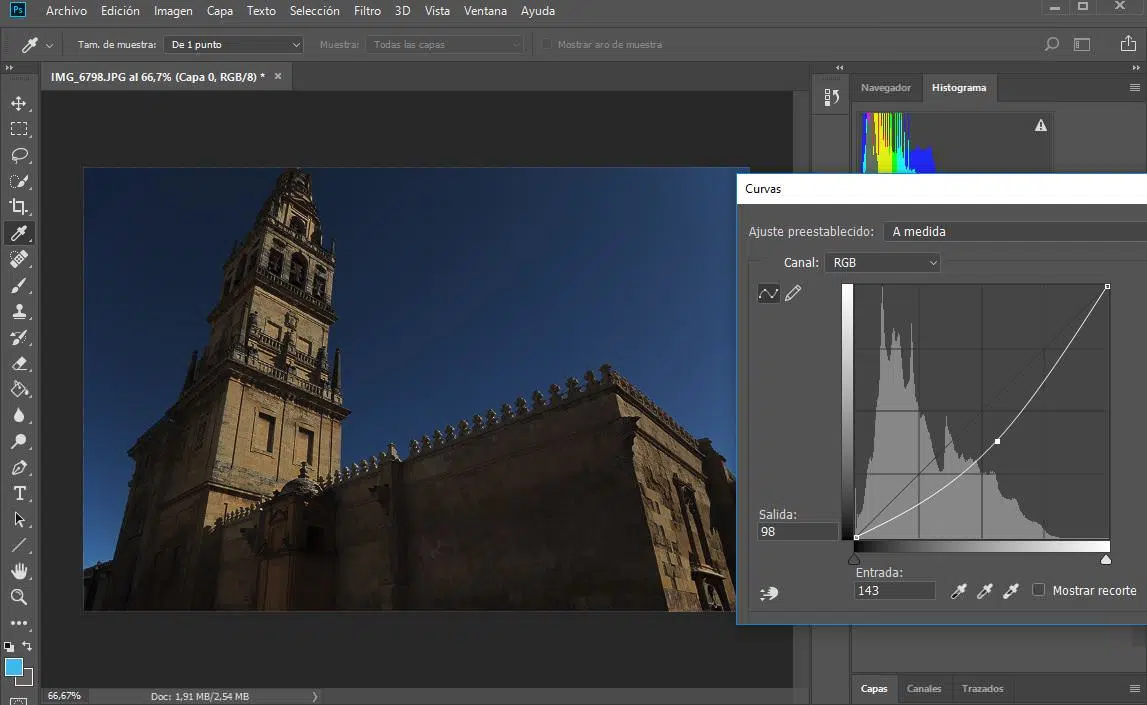 Ps Archivo Edición Imagen Capa Texto Selección Filtro 3D Vista Ventana Ayuda
Tam. de muestra: De 1 punto Muestra: Todas las capas Mostrar aro de muestra
IMG_6798.JPG al 66,7% (Capa 0, RGB/8) *
Navegador Histograma
Curvas
Ajuste preestablecido: A medida
Canal: RGB
Salida:
98
Entrada:
143
Mostrar recorte
66,67% Doc: 1,91 MB/2,54 MB
Capas Canales Trazados